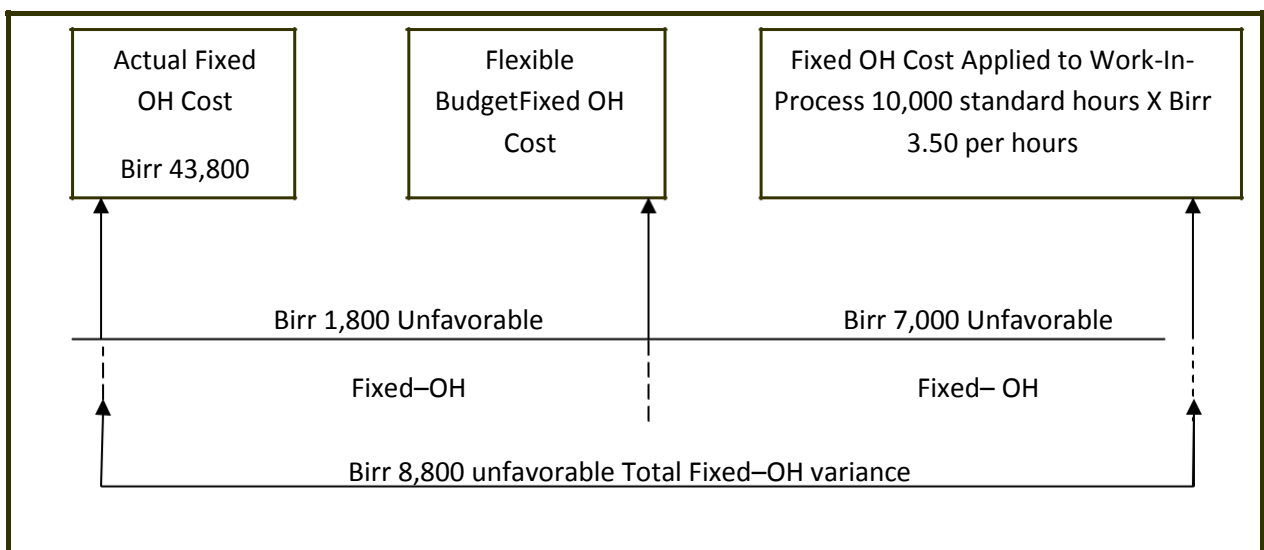 Actual Fixed
OH Cost
Birr 43,800
Flexible
BudgetFixed OH
Cost
Fixed OH Cost Applied to Work-In-
Process 10,000 standard hours X Birr
3.50 per hours
Birr 1,800 Unfavorable
Birr 7,000 Unfavorable
Fixed–OH
Fixed– OH
Birr 8,800 unfavorable Total Fixed–OH variance